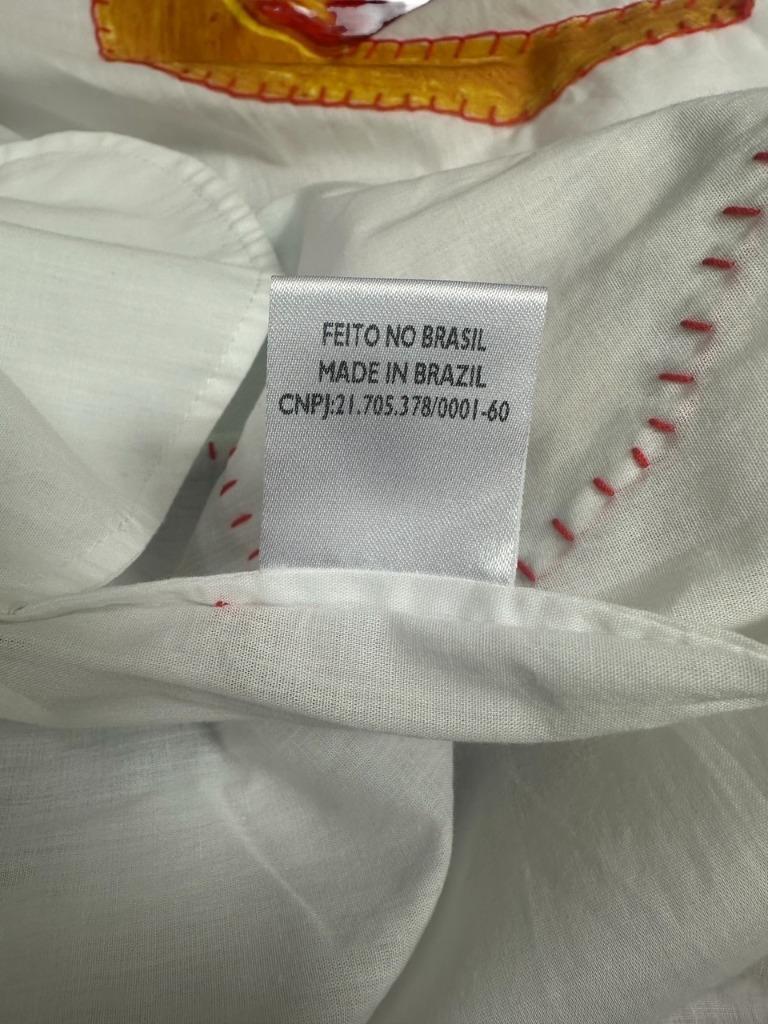 FEITO NO BRASIL
MADE IN BRAZIL
CNPJ:21.705.378/0001-60